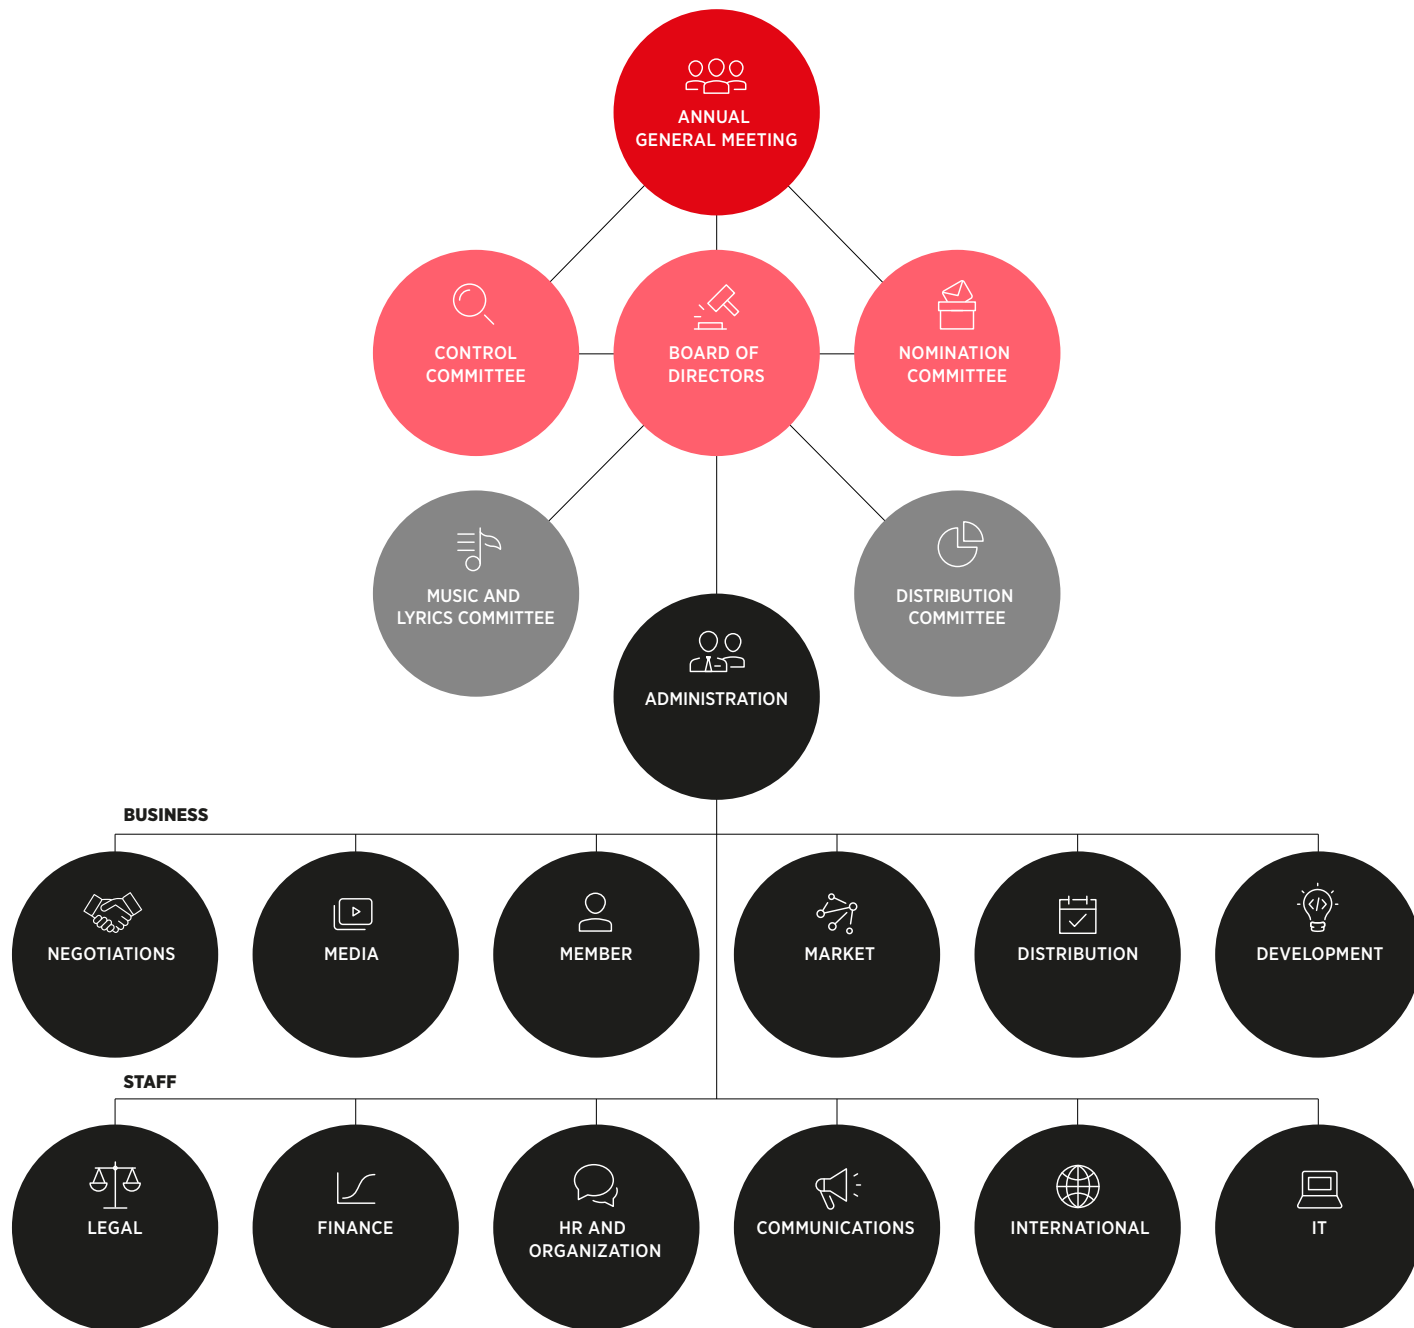 ANNUAL
GENERAL MEETING
CONTROL
COMMITTEE
BOARD OF
DIRECTORS
NOMINATION
COMMITTEE
MUSIC AND
LYRICS COMMITTEE
DISTRIBUTION
COMMITTEE
ADMINISTRATION
BUSINESS
NEGOTIATIONS
MEDIA
MEMBER
MARKET
DISTRIBUTION
DEVELOPMENT
STAFF
LEGAL
FINANCE
HR AND
ORGANIZATION
COMMUNICATIONS
INTERNATIONAL
IT